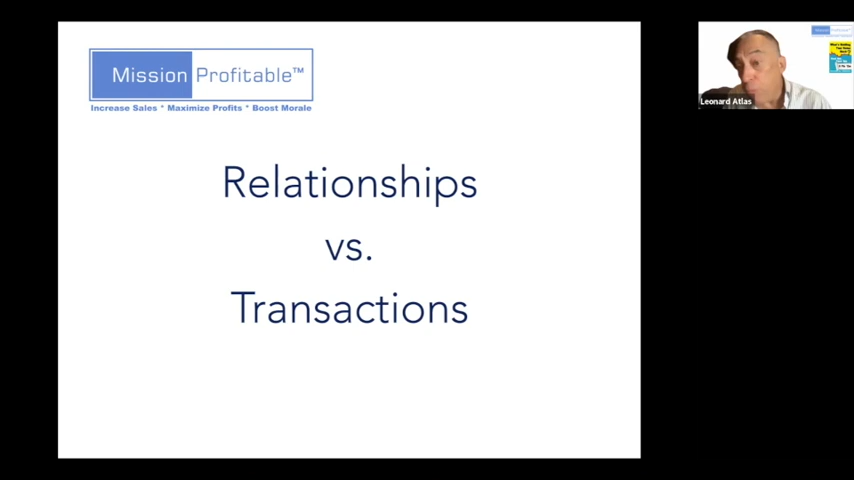 Mission Profitable™
Increase Sales * Maximize Profits * Boost Morale
Relationships
vs.
Transactions
Leonard Atlas